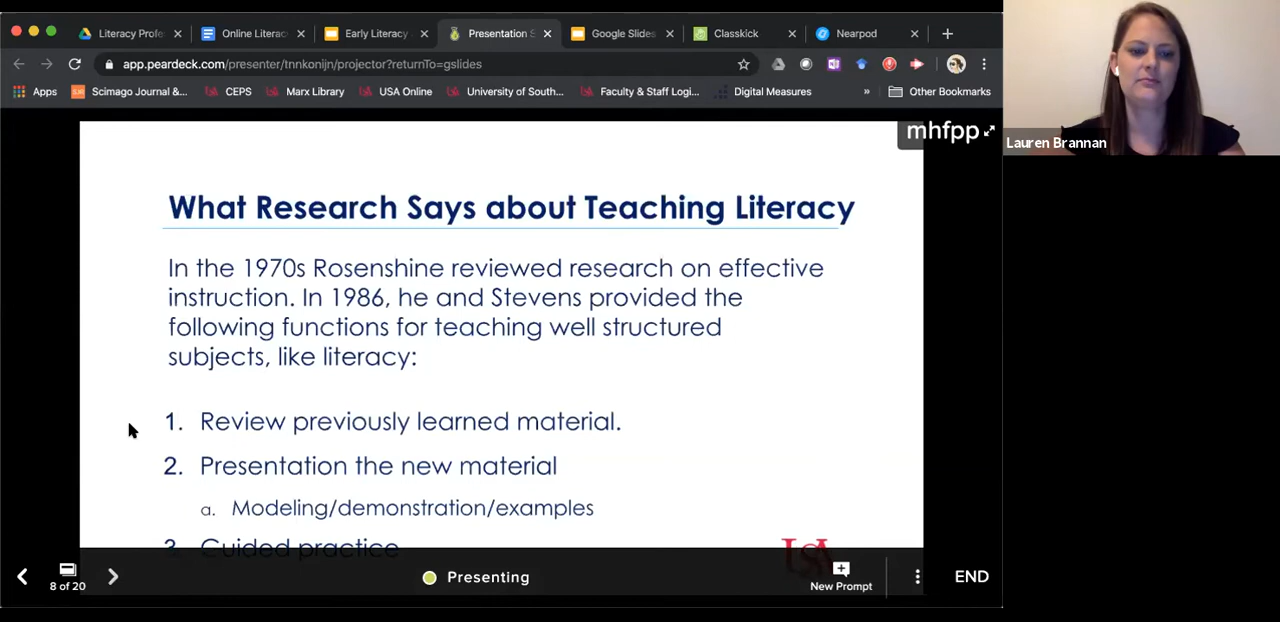 Literacy Profe
Online Literac
Early Literacy
Presentation S
Google Slides
Classkick
Nearpod
app.peardeck.com/presenter/tnnkonijn/projector?returnTo=gslides
Apps
Scimago Journal &...
CEPS
Marx Library
USA Online
University of South...
Faculty & Staff Logi...
Digital Measures
»
Other Bookmarks
mhfpp
Lauren Brannan
What Research Says about Teaching Literacy
In the 1970s Rosenshine reviewed research on effective
instruction. In 1986, he and Stevens provided the
following functions for teaching well structured
subjects, like literacy:
1. Review previously learned material.
2. Presentation the new material
a. Modeling/demonstration/examples
3. Guided practice
USA
8 of 20
Presenting
New Prompt
END